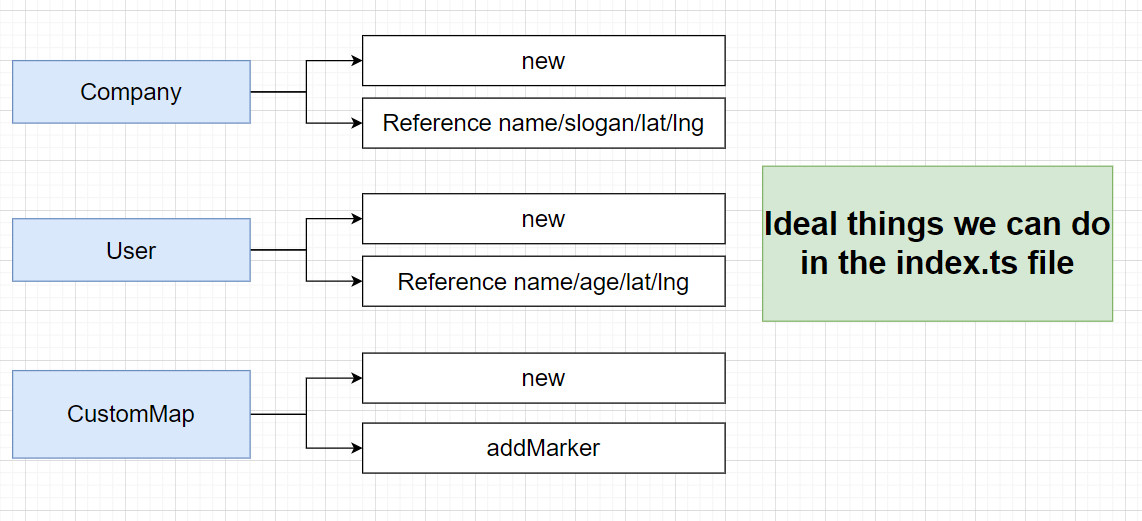 Company
new
Reference name/slogan/lat/lng
User
new
Reference name/age/lat/lng
CustomMap
new
addMarker
Ideal things we can do
in the index.ts file